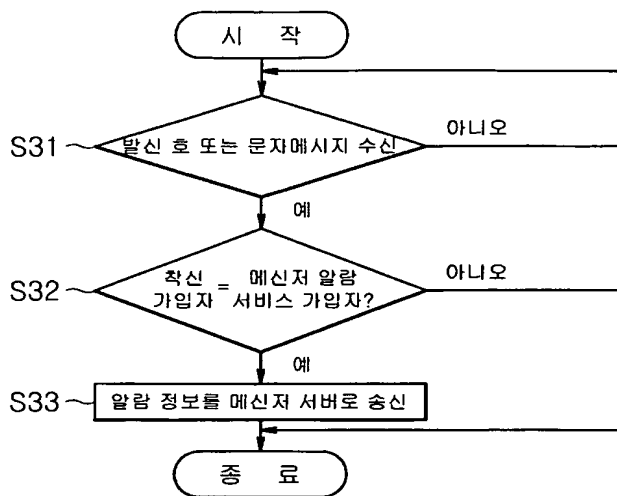 시 작
S31
발신 호 또는 문자메시지 수신
아니오
예
S32
착신 = 메신저 알람
가입자 서비스 가입자?
아니오
예
S33
알람 정보를 메신저 서버로 송신
종 료